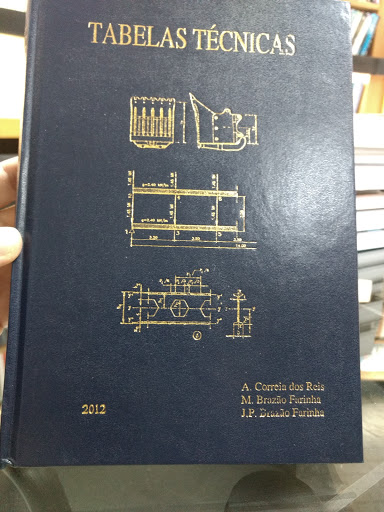 TABELAS TÉCNICAS
A. Correia dos Reis
M. Brazão Farinha
J.P. Brazão Farinha
2012